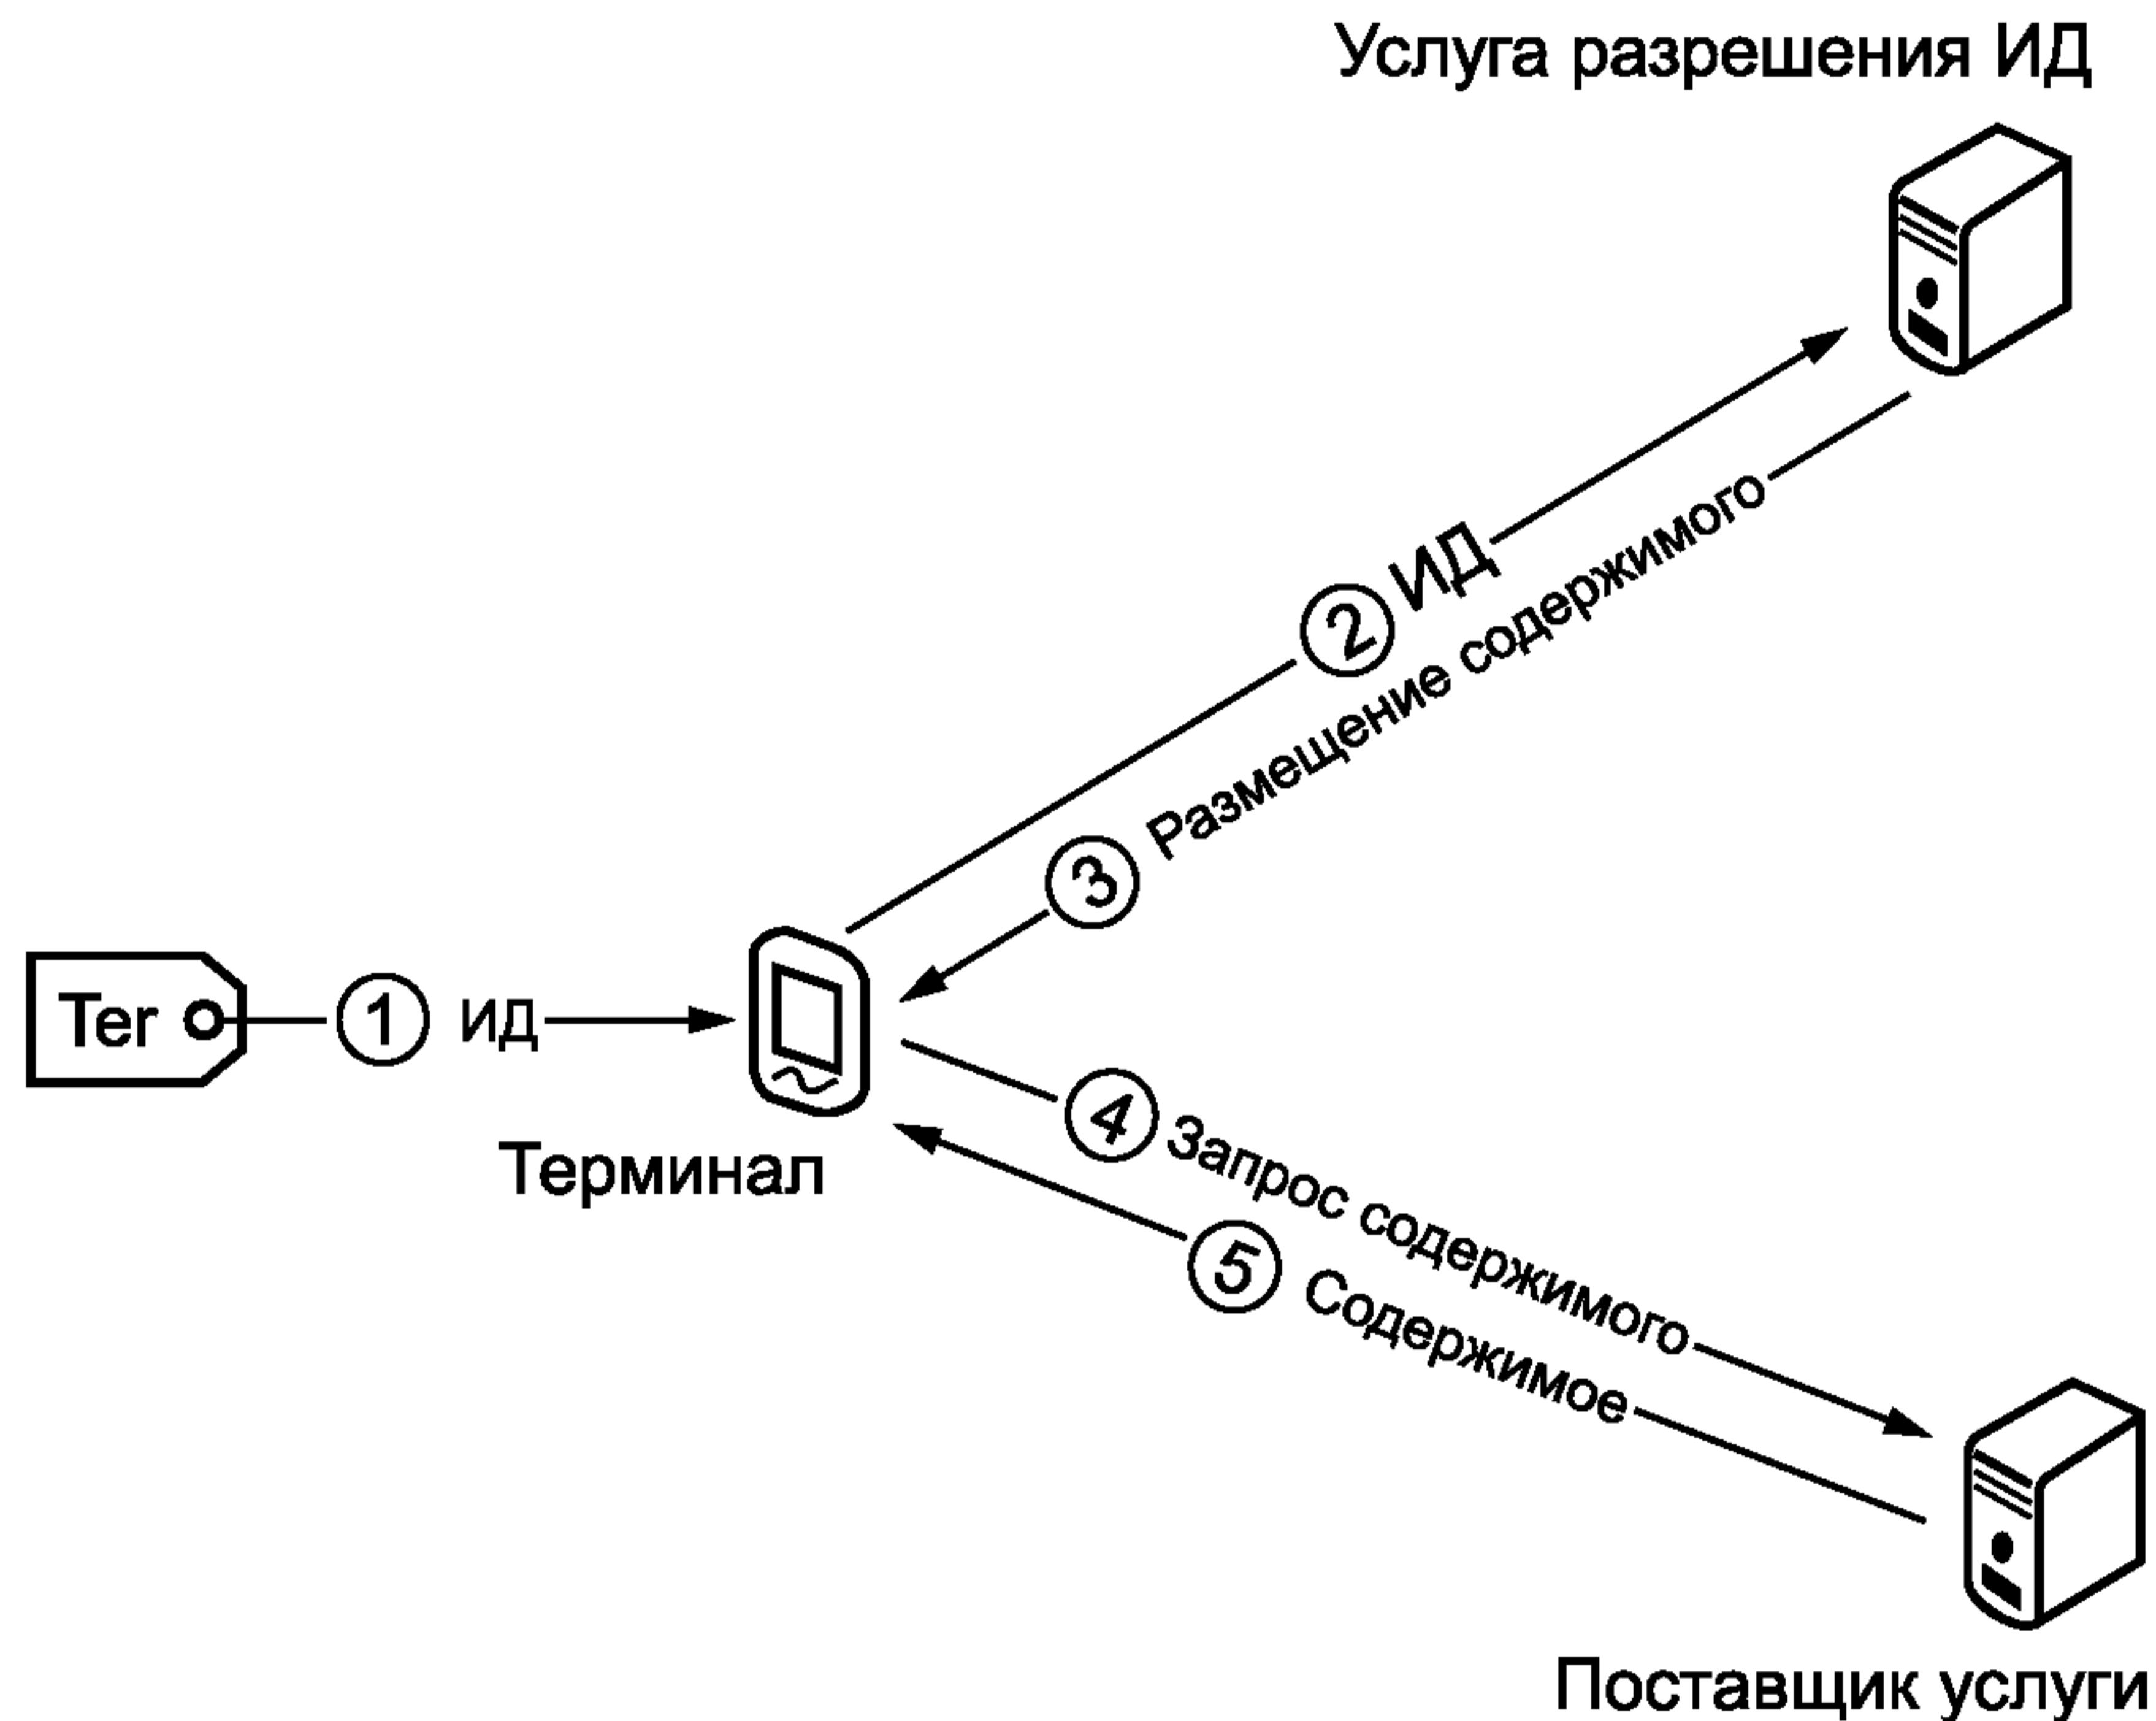 Услуга разрешения ИД
2 ИД
3 Размещение содержимого
Тег 1 ИД
Терминал
4 Запрос содержимого
5 Содержимое
Поставщик услуги